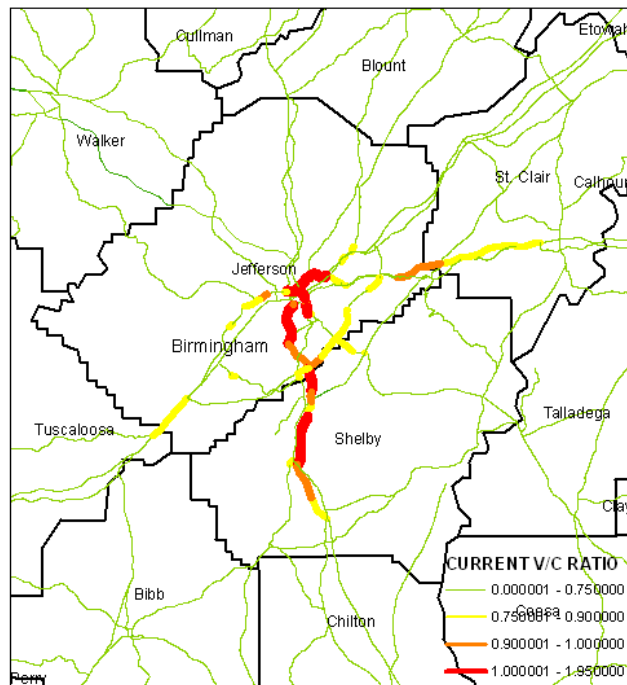 Cullman
Etowah
Blount
Walker
St. Clair
Calhoun
Jefferson
Birmingham
Talladega
Tuscaloosa
Shelby
Clay
CURRENT V/C RATIO
0.000001 - 0.750000
Bibb
Coosa
0.750001 - 0.900000
Chilton
0.900001 - 1.000000
1.000001 - 1.950000
Perry